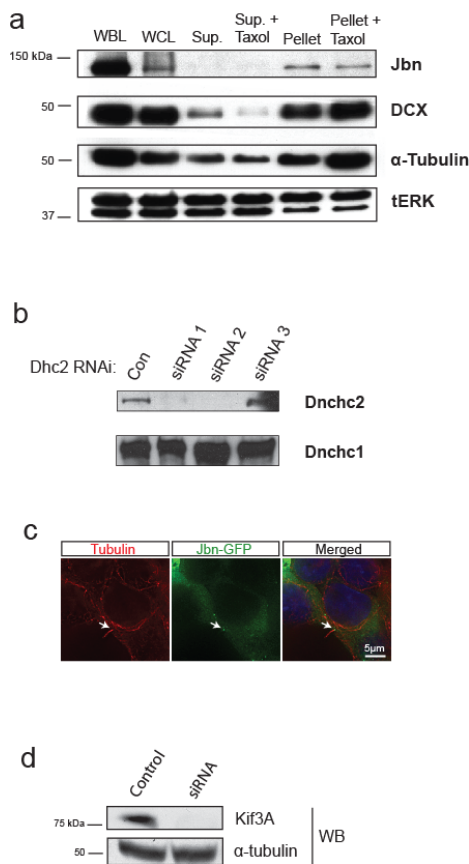 a
WBL WCL Sup. Sup. + Taxol Pellet Pellet + Taxol
150 kDa
Jbn
50
DCX
50
α-Tubulin
37
tERK
b
Dhc2 RNAi: Con siRNA 1 siRNA 2 siRNA 3
Dnchc2
Dnchc1
c
Tubulin Jbn-GFP Merged
5µm
d
Control siRNA
75 kDa
Kif3A
50
α-tubulin
WB